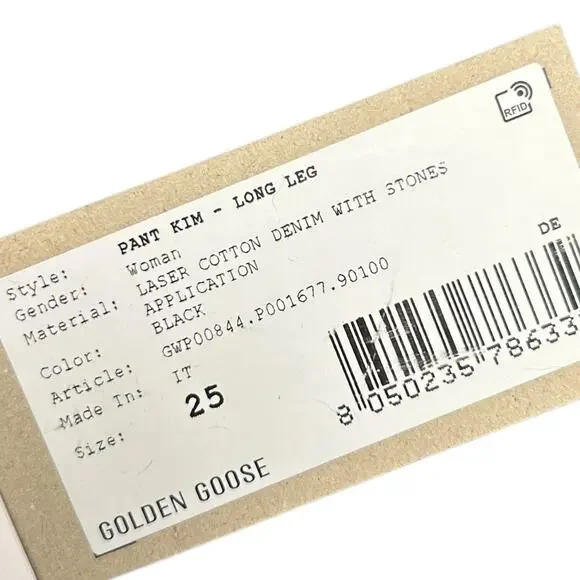 RFID
Style: PANT KIM - LONG LEG
Gender: Woman
Material: LASER COTTON DENIM WITH STONES
APPLICATION
Color: BLACK
Article: GWP00844.P001677.90100
Made In: IT
Size: 25
DE
8 050235 78633
GOLDEN GOOSE